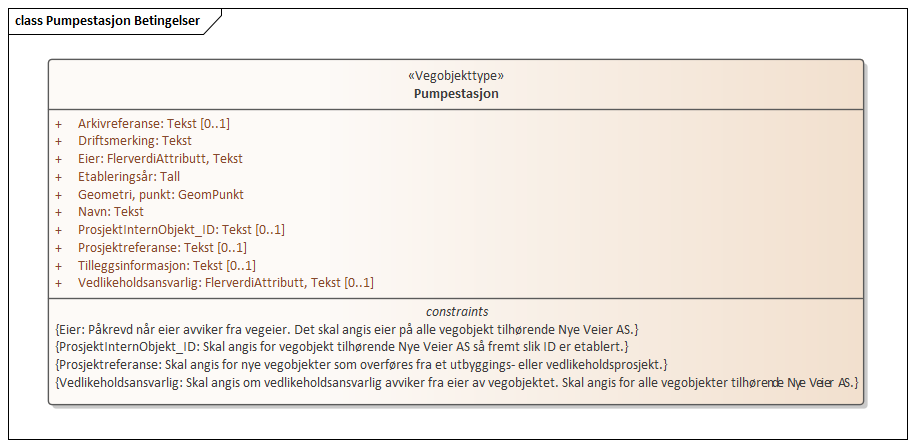 class Pumpestasjon Betingelser
«Vegobjekttype»
Pumpestasjon
+ Arkivreferanse: Tekst [0..1]
+ Driftsmerking: Tekst
+ Eier: FlerverdiAttributt, Tekst
+ Etableringsår: Tall
+ Geometri, punkt: GeomPunkt
+ Navn: Tekst
+ ProsjektInternObjekt_ID: Tekst [0..1]
+ Prosjektreferanse: Tekst [0..1]
+ Tilleggsinformasjon: Tekst [0..1]
+ Vedlikeholdsansvarlig: FlerverdiAttributt, Tekst [0..1]
constraints
{Eier: Påkrevd når eier avviker fra vegeier. Det skal angis eier på alle vegobjekt tilhørende Nye Veier AS.}
{ProsjektInternObjekt_ID: Skal angis for vegobjekt tilhørende Nye Veier AS så fremt slik ID er etablert.}
{Prosjektreferanse: Skal angis for nye vegobjekter som overføres fra et utbyggings- eller vedlikeholdsprosjekt.}
{Vedlikeholdsansvarlig: Skal angis om vedlikeholdsansvarlig avviker fra eier av vegobjektet. Skal angis for alle vegobjekter tilhørende Nye Veier AS.}